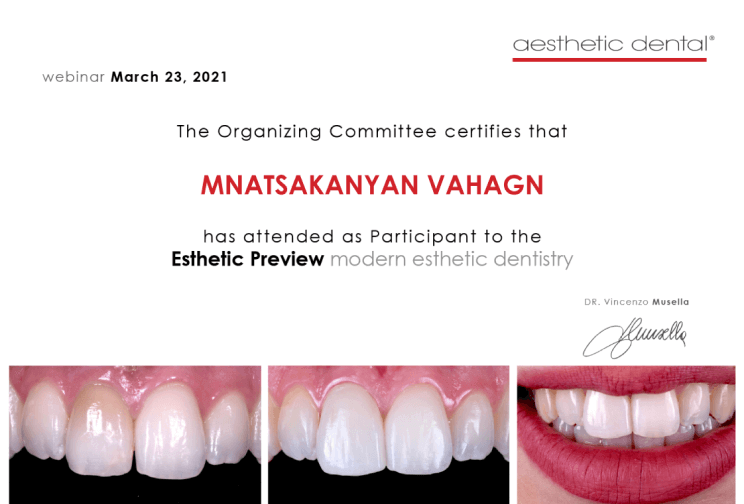 aesthetic dental®
webinar March 23, 2021
The Organizing Committee certifies that
MNATSAKANYAN VAHAGN
has attended as Participant to the
Esthetic Preview modern esthetic dentistry
DR. Vincenzo Musella
Musella